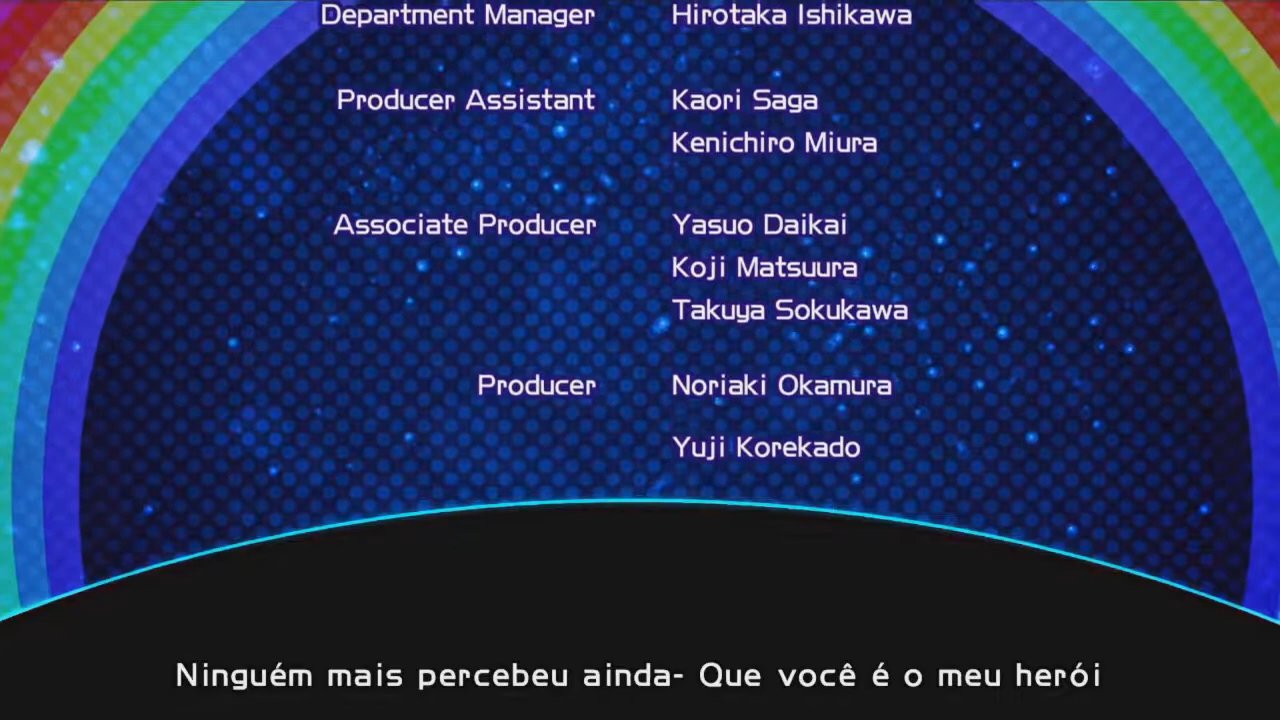 Department Manager Hirotaka Ishikawa
Producer Assistant Kaori Saga
Kenichiro Miura
Associate Producer Yasuo Daikai
Koji Matsuura
Takuya Sokukawa
Producer Noriaki Okamura
Yuji Korekado
Ninguém mais percebeu ainda- Que você é o meu herói